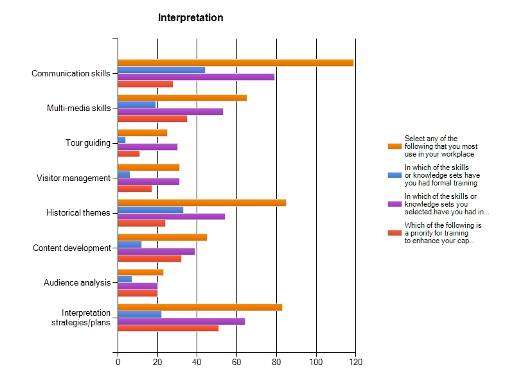 Interpretation
Communication skills
Multi-media skills
Tour guiding
Visitor management
Historical themes
Content development
Audience analysis
Interpretation
strategies/plans
0 20 40 60 80 100 120
Select any of the
following that you most
use in your workplace
In which of the skills
or knowledge sets have
you had formal training
In which of the skills or
knowledge sets you
selected have you had in...
Which of the following is
a priority for training
to enhance your cap...